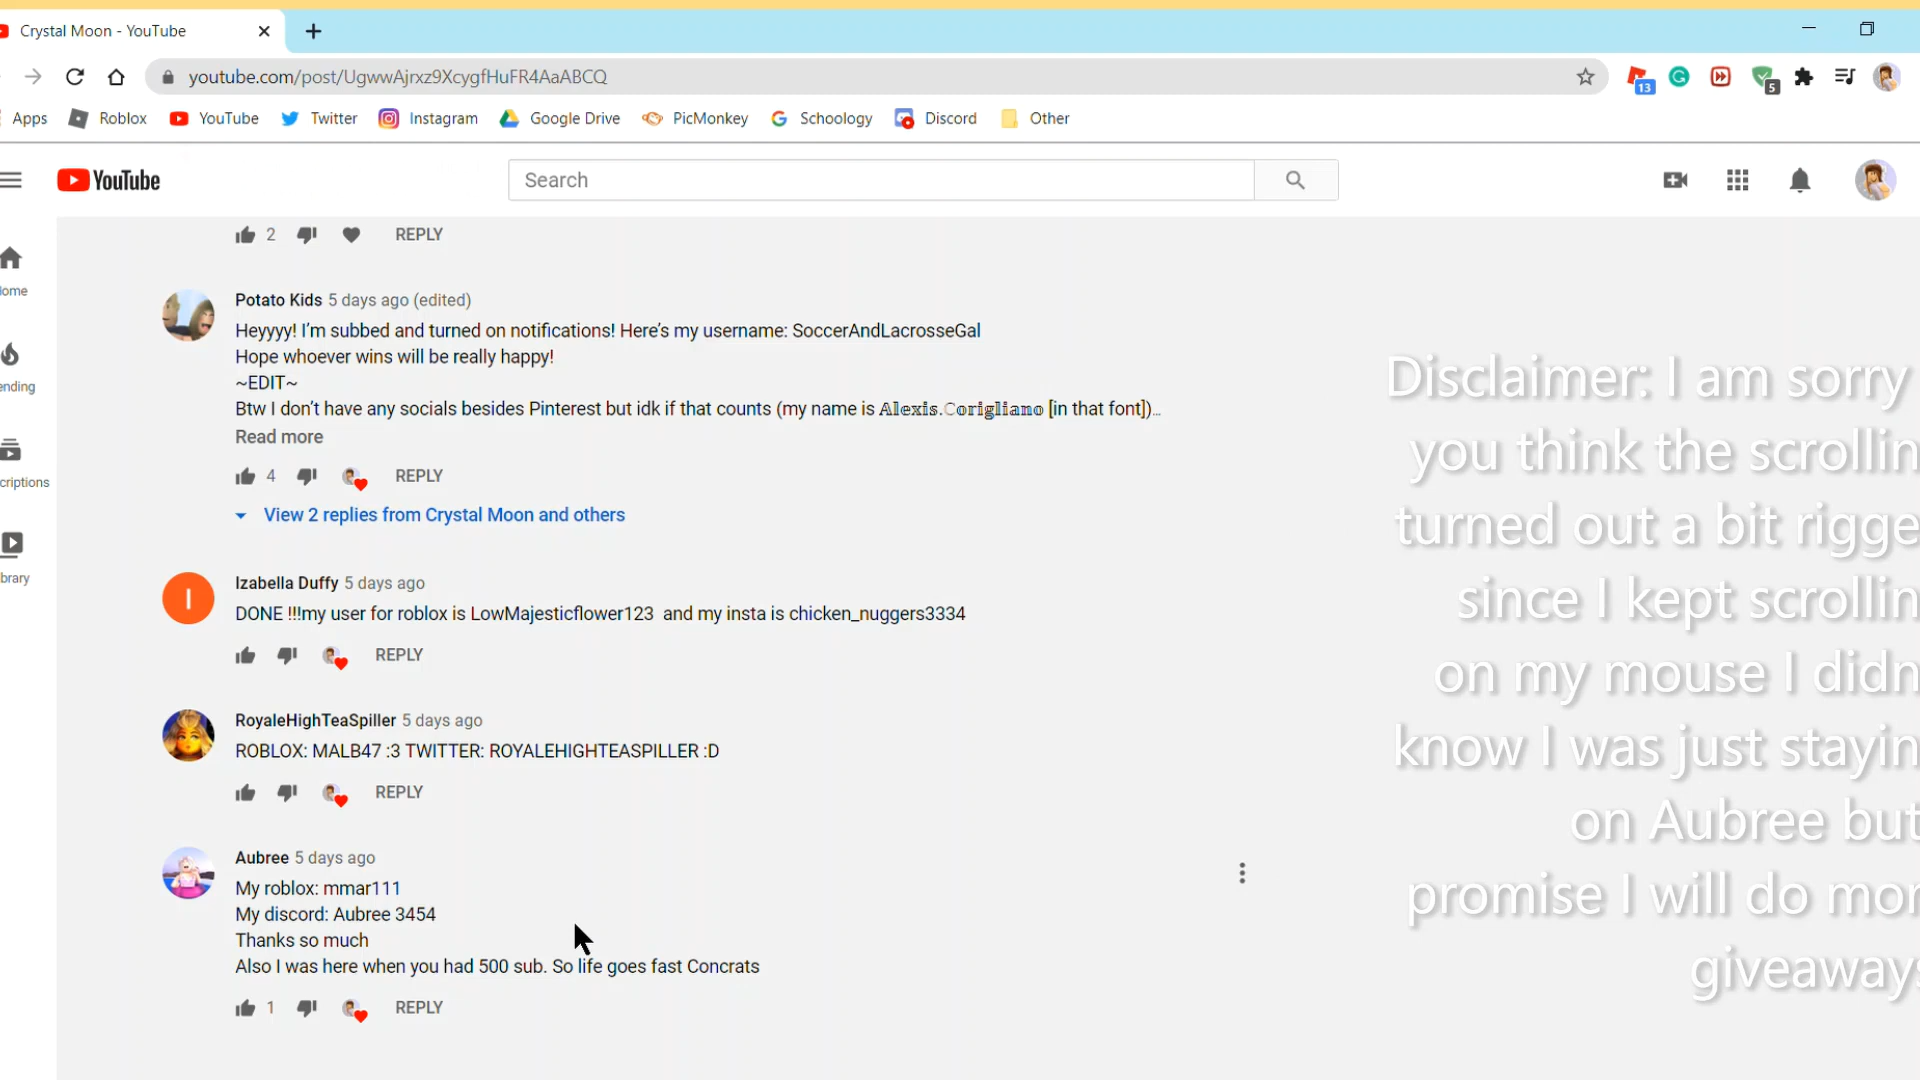 Crystal Moon - YouTube
youtube.com/post/UgwwAjrxz9XcygfHuFR4AaABCQ
13
5
Apps Roblox YouTube Twitter Instagram Google Drive PicMonkey Schoology Discord Other
YouTube
Search
2 REPLY
ome
ending
criptions
brary
Potato Kids 5 days ago (edited)
Heyyyy! I'm subbed and turned on notifications! Here's my username: SoccerAndLacrosseGal
Hope whoever wins will be really happy!
~EDIT~
Btw I don't have any socials besides Pinterest but idk if that counts (my name is 𝔸𝕝𝕖𝕩𝕚𝕤.ℂ𝕠𝕣𝕚𝕘𝕝𝕚𝕒𝕟𝕠 [in that font])...
Read more
4 REPLY
View 2 replies from Crystal Moon and others
I
Izabella Duffy 5 days ago
DONE !!!my user for roblox is LowMajesticflower123 and my insta is chicken_nuggers3334
REPLY
RoyaleHighTeaSpiller 5 days ago
ROBLOX: MALB47 :3 TWITTER: ROYALEHIGHTEASPILLER :D
REPLY
Aubree 5 days ago
My roblox: mmar111
My discord: Aubree 3454
Thanks so much
Also I was here when you had 500 sub. So life goes fast Concrats
1 REPLY
Disclaimer: I am sorry
you think the scrollin
turned out a bit rigge
since I kept scrollin
on my mouse I didn
know I was just stayin
on Aubree but
promise I will do mor
giveaways